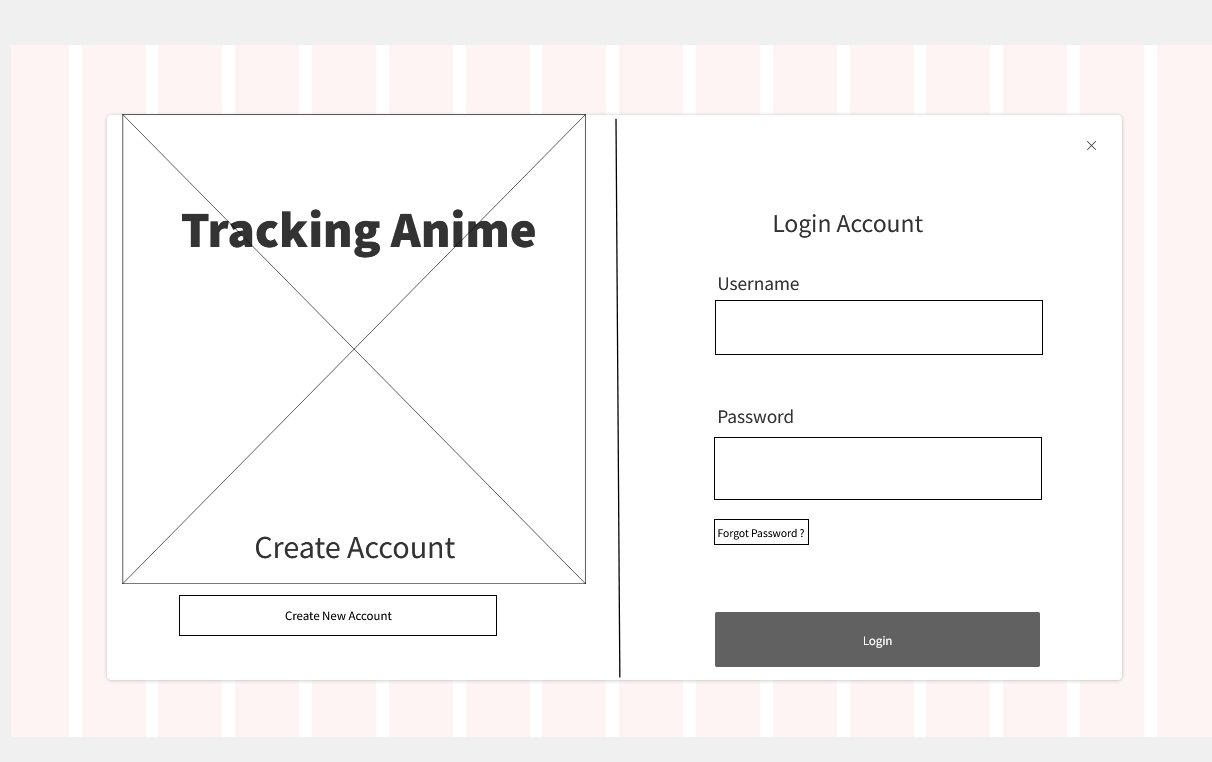 Tracking Anime
Create Account
Create New Account
Login Account
Username
Password
Forgot Password ?
Login